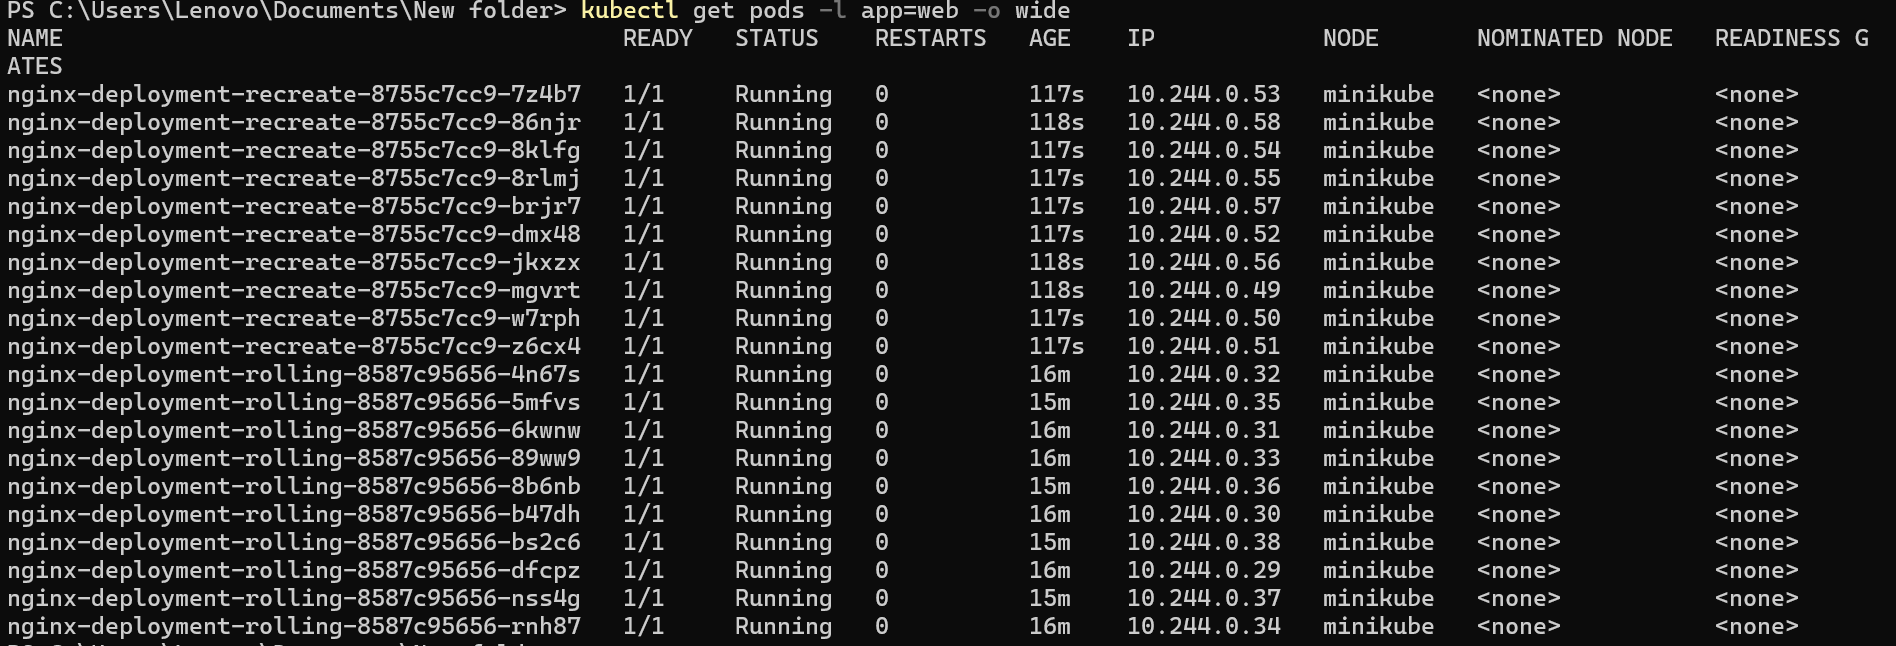 PS C:\Users\Lenovo\Documents\New folder> kubectl get pods -l app=web -o wide
NAME READY STATUS RESTARTS AGE IP NODE NOMINATED NODE READINESS G
ATES
nginx-deployment-recreate-8755c7cc9-7z4b7 1/1 Running 0 117s 10.244.0.53 minikube <none> <none>
nginx-deployment-recreate-8755c7cc9-86njr 1/1 Running 0 118s 10.244.0.58 minikube <none> <none>
nginx-deployment-recreate-8755c7cc9-8klfg 1/1 Running 0 117s 10.244.0.54 minikube <none> <none>
nginx-deployment-recreate-8755c7cc9-8rlmj 1/1 Running 0 117s 10.244.0.55 minikube <none> <none>
nginx-deployment-recreate-8755c7cc9-brjr7 1/1 Running 0 117s 10.244.0.57 minikube <none> <none>
nginx-deployment-recreate-8755c7cc9-dmx48 1/1 Running 0 117s 10.244.0.52 minikube <none> <none>
nginx-deployment-recreate-8755c7cc9-jkxzx 1/1 Running 0 118s 10.244.0.56 minikube <none> <none>
nginx-deployment-recreate-8755c7cc9-mgvrt 1/1 Running 0 118s 10.244.0.49 minikube <none> <none>
nginx-deployment-recreate-8755c7cc9-w7rph 1/1 Running 0 117s 10.244.0.50 minikube <none> <none>
nginx-deployment-recreate-8755c7cc9-z6cx4 1/1 Running 0 117s 10.244.0.51 minikube <none> <none>
nginx-deployment-rolling-8587c95656-4n67s 1/1 Running 0 16m 10.244.0.32 minikube <none> <none>
nginx-deployment-rolling-8587c95656-5mfvs 1/1 Running 0 15m 10.244.0.35 minikube <none> <none>
nginx-deployment-rolling-8587c95656-6kwnw 1/1 Running 0 16m 10.244.0.31 minikube <none> <none>
nginx-deployment-rolling-8587c95656-89ww9 1/1 Running 0 16m 10.244.0.33 minikube <none> <none>
nginx-deployment-rolling-8587c95656-8b6nb 1/1 Running 0 15m 10.244.0.36 minikube <none> <none>
nginx-deployment-rolling-8587c95656-b47dh 1/1 Running 0 16m 10.244.0.30 minikube <none> <none>
nginx-deployment-rolling-8587c95656-bs2c6 1/1 Running 0 15m 10.244.0.38 minikube <none> <none>
nginx-deployment-rolling-8587c95656-dfcpz 1/1 Running 0 16m 10.244.0.29 minikube <none> <none>
nginx-deployment-rolling-8587c95656-nss4g 1/1 Running 0 15m 10.244.0.37 minikube <none> <none>
nginx-deployment-rolling-8587c95656-rnh87 1/1 Running 0 16m 10.244.0.34 minikube <none> <none>